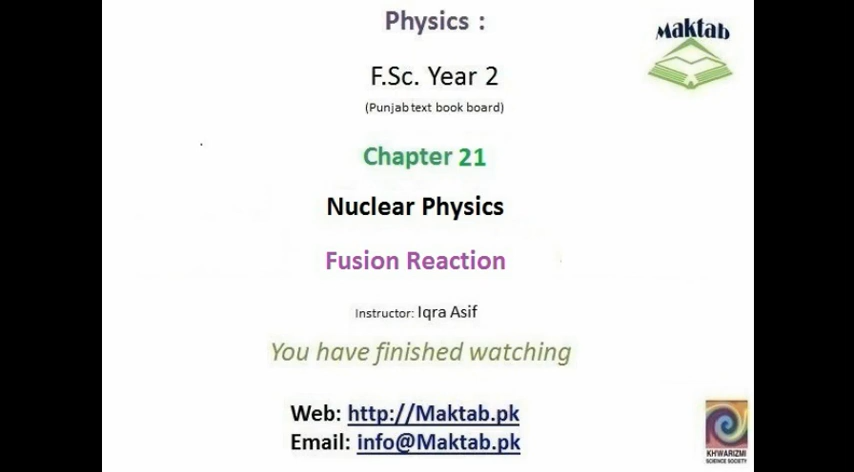 Physics :
Maktab
F.Sc. Year 2
(Punjab text book board)
Chapter 21
Nuclear Physics
Fusion Reaction
Instructor: Iqra Asif
You have finished watching
Web: http://Maktab.pk
Email: info@Maktab.pk
KHWARIZMI
SCIENCE SOCIETY